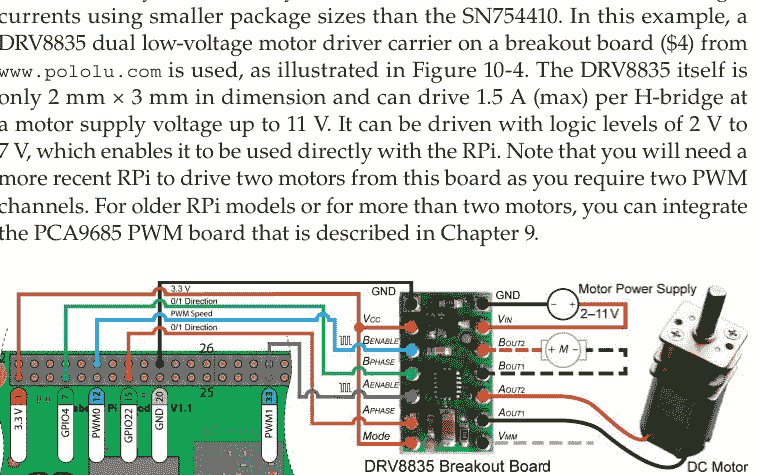 currents using smaller package sizes than the SN754410. In this example, a
DRV8835 dual low-voltage motor driver carrier on a breakout board ($4) from
www.pololu.com is used, as illustrated in Figure 10-4. The DRV8835 itself is
only 2 mm × 3 mm in dimension and can drive 1.5 A (max) per H-bridge at
a motor supply voltage up to 11 V. It can be driven with logic levels of 2 V to
7 V, which enables it to be used directly with the RPi. Note that you will need a
more recent RPi to drive two motors from this board as you require two PWM
channels. For older RPi models or for more than two motors, you can integrate
the PCA9685 PWM board that is described in Chapter 9.
3.3 V
0/1 Direction
PWM Speed
0/1 Direction
26
25
1
7
12
15
20
33
3.3 V
GPIO4
PWM0
GPIO22
GND
PWM1
V1.1
GND
VCC
BENABLE
BPHASE
AENABLE
APHASE
Mode
GND
VIN
BOUT2
BOUT1
AOUT2
AOUT1
VMM
Motor Power Supply
- +
2–11V
+ M -
DRV8835 Breakout Board
DC Motor